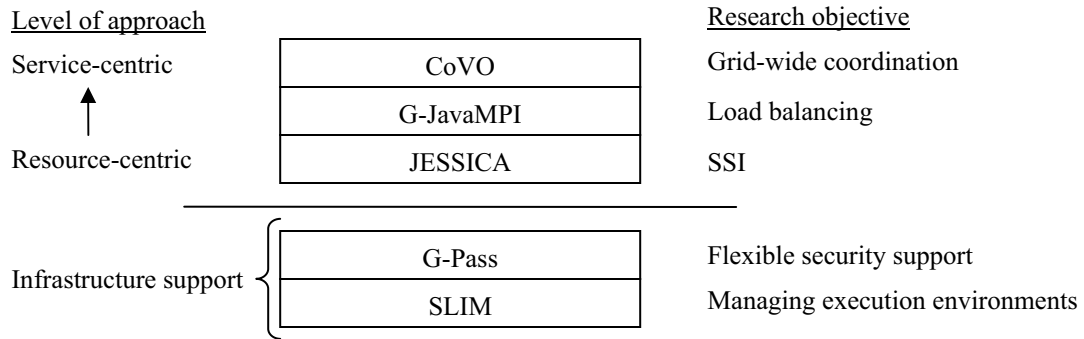 Level of approach
Research objective
Service-centric
CoVO
Grid-wide coordination
G-JavaMPI
Load balancing
Resource-centric
JESSICA
SSI
Infrastructure support
G-Pass
Flexible security support
SLIM
Managing execution environments